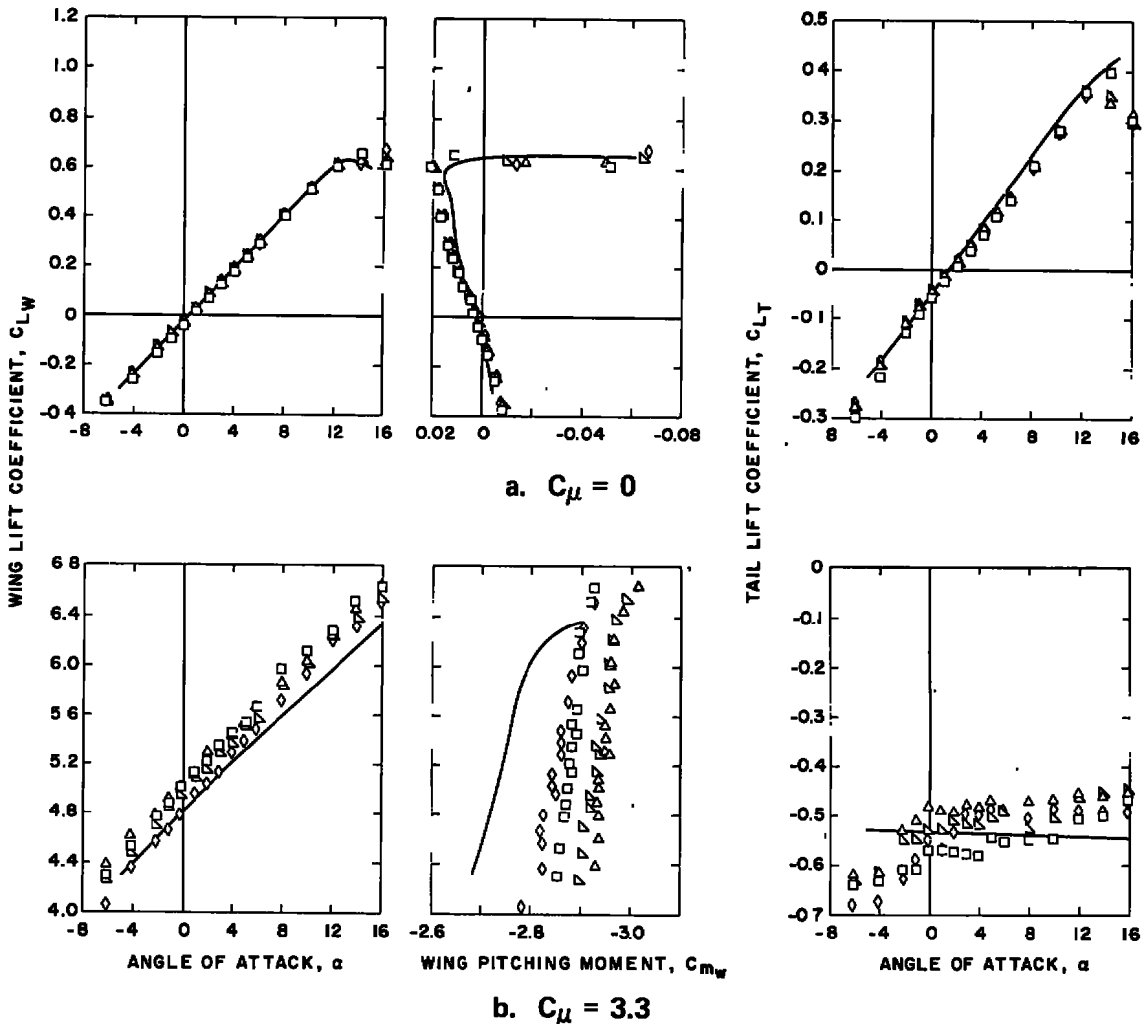 WING LIFT COEFFICIENT, C_LW
1.2
1.0
0.8
0.6
0.4
0.2
0
-0.2
-0.4
-8 -4 0 4 8 12 16
0.02 0 -0.04 -0.08
TAIL LIFT COEFFICIENT, C_LT
0.5
0.4
0.3
0.2
0.1
0
-0.1
-0.2
-0.3
8 -4 0 4 8 12 16
a. Cμ = 0
6.8
6.4
6.0
5.6
5.2
4.8
4.4
4.0
-8 -4 0 4 8 12 16
ANGLE OF ATTACK, α
-2.6 -2.8 -3.0
WING PITCHING MOMENT, C_mw
0
-0.1
-0.2
-0.3
-0.4
-0.5
-0.6
-0.7
-8 -4 0 4 8 12 16
ANGLE OF ATTACK, α
b. Cμ = 3.3